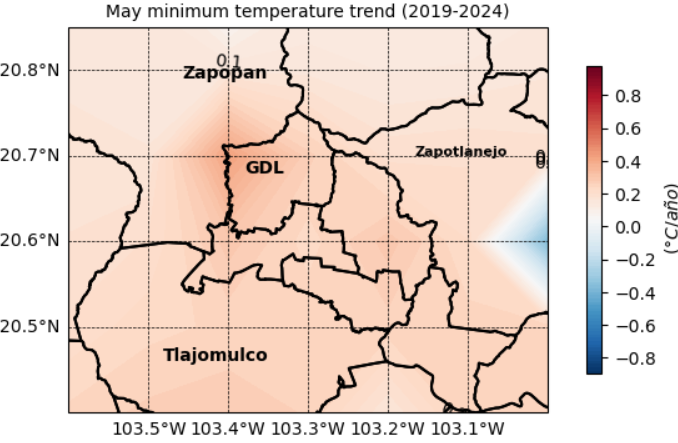 May minimum temperature trend (2019-2024)
20.8°N
20.7°N
20.6°N
20.5°N
0.1
Zapopan
Zapotlanejo
GDL
Tlajomulco
103.5°W 103.4°W 103.3°W 103.2°W 103.1°W
0.8
0.6
0.4
0.2
0.0
−0.2
−0.4
−0.6
−0.8
(°C/año)